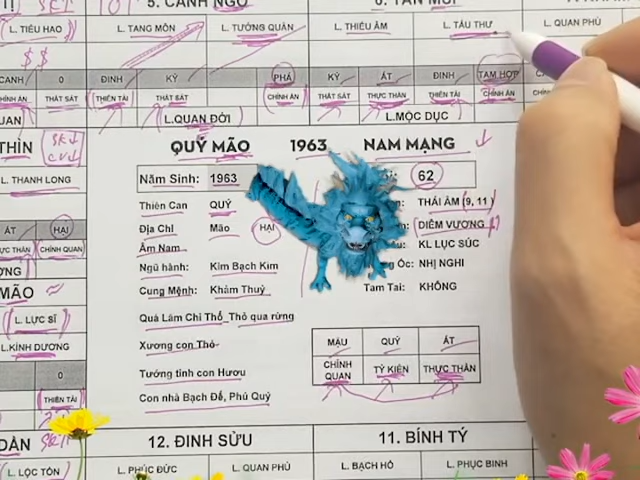 5. CANH NGỌ
6. TÂN MÙI
L. TIÊU HAO
L. TANG MÔN
L. TƯỚNG QUÂN
L. THIẾU ÂM
L. TẤU THƯ
L. QUAN PHÙ
$ $
CANH 0 ĐINH KỶ PHÁ KỶ ẤT ĐINH TAM HỢP
CHÍNH ẤN THẤT SÁT THIÊN TÀI THẤT SÁT CHÍNH ẤN THẤT SÁT THỰC THẦN THIÊN TÀI CHÍNH ẤN
L.QUAN ĐỚI
L.MỘC DỤC
THÌN
QUÝ MÃO 1963 NAM MẠNG
L. THANH LONG
Năm Sinh: 1963
62
Thiên Can QUÝ
THÁI ÂM (9, 11)
ẤT HẠI
Địa Chỉ Mão HẠI
DIÊM VƯƠNG
CHÍNH QUAN
Âm Nam
KL LỤC SÚC
Ngũ hành: Kim Bạch Kim
Ốc: NHỊ NGHI
MÃO
Cung Mệnh: Khảm Thuỷ
Tam Tai: KHÔNG
L. LỰC SĨ
Quá Lâm Chi Thố_Thỏ qua rừng
L.KÌNH DƯƠNG
Xương con Thỏ
MẬU QUÝ ẤT
0
Tướng tinh con Hươu
CHÍNH QUAN TỶ KIÊN THỰC THẦN
THIÊN TÀI
Con nhà Bạch Đế, Phú Quý
DẦN
12. ĐINH SỬU
11. BÍNH TÝ
L. LỘC TỒN
L. PHÚC ĐỨC
L. QUAN PHỦ
L. BẠCH HỔ
L. PHỤC BINH